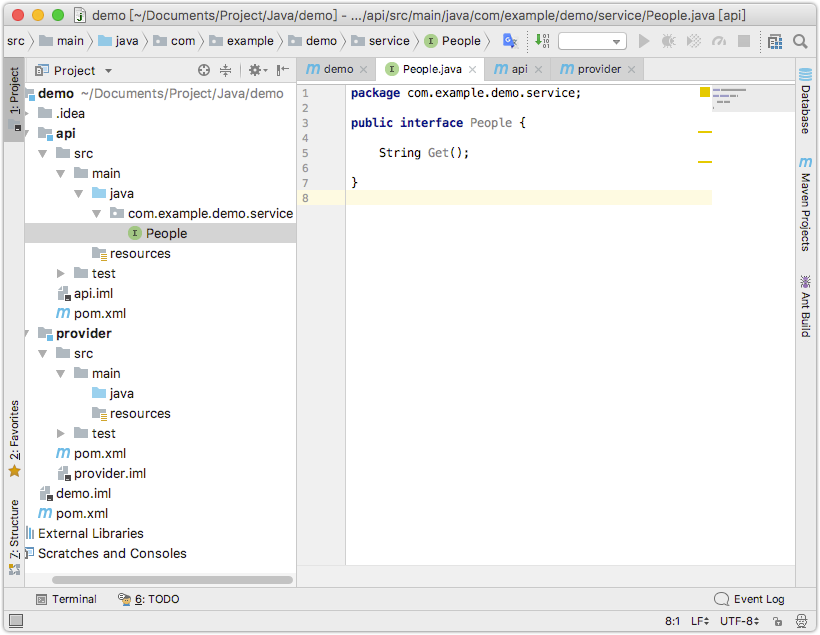 demo [~/Documents/Project/Java/demo] - .../api/src/main/java/com/example/demo/service/People.java [api]
src main java com example demo service I People
Project
m demo I People.java m api m provider
1: Project
demo ~/Documents/Project/Java/demo
.idea
api
src
main
java
com.example.demo.service
I People
resources
test
api.iml
m pom.xml
provider
src
main
java
resources
test
m pom.xml
provider.iml
demo.iml
m pom.xml
External Libraries
Scratches and Consoles
2: Favorites
7: Structure
1 package com.example.demo.service;
2
3 public interface People {
4
5 String Get();
6
7 }
8
Database
m Maven Projects
Ant Build
Terminal 6: TODO Event Log
8:1 LF UTF-8